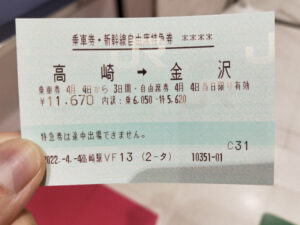 乗車券・新幹線自由席特急券 ****
高崎 → 金沢
乗車券 4月 4日から 3日間・自由席 4月 4日当日限り有効
¥11,670 内訳:乗6,050・特5,620
特急券は途中出場できません。
C31
2022.-4.-4高崎駅VF13 (2-タ) 10351-01